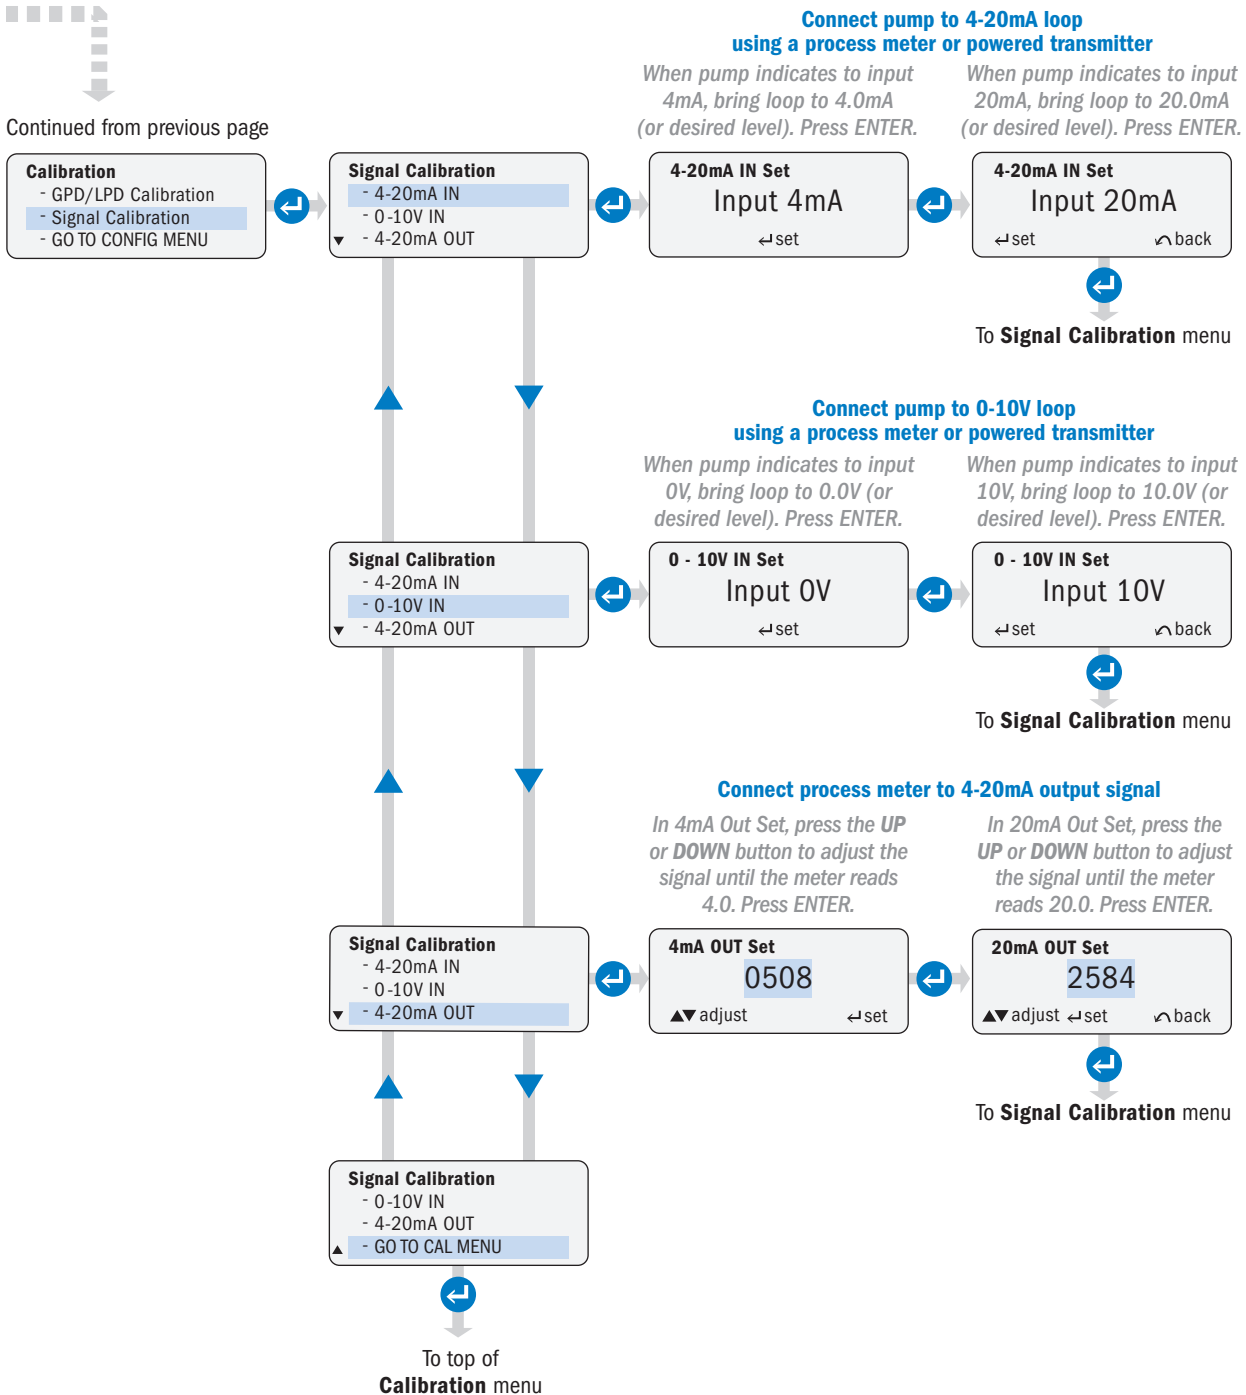 Connect pump to 4-20mA loop
using a process meter or powered transmitter
When pump indicates to input
4mA, bring loop to 4.0mA
(or desired level). Press ENTER.
When pump indicates to input
20mA, bring loop to 20.0mA
(or desired level). Press ENTER.
Continued from previous page
Calibration
- GPD/LPD Calibration
- Signal Calibration
- GO TO CONFIG MENU
Signal Calibration
- 4-20mA IN
- 0-10V IN
- 4-20mA OUT
4-20mA IN Set
Input 4mA
set
4-20mA IN Set
Input 20mA
set back
To Signal Calibration menu
Connect pump to 0-10V loop
using a process meter or powered transmitter
When pump indicates to input
0V, bring loop to 0.0V (or
desired level). Press ENTER.
When pump indicates to input
10V, bring loop to 10.0V (or
desired level). Press ENTER.
Signal Calibration
- 4-20mA IN
- 0-10V IN
- 4-20mA OUT
0 - 10V IN Set
Input 0V
set
0 - 10V IN Set
Input 10V
set back
To Signal Calibration menu
Connect process meter to 4-20mA output signal
In 4mA Out Set, press the UP
or DOWN button to adjust the
signal until the meter reads
4.0. Press ENTER.
In 20mA Out Set, press the
UP or DOWN button to adjust
the signal until the meter
reads 20.0. Press ENTER.
Signal Calibration
- 4-20mA IN
- 0-10V IN
- 4-20mA OUT
4mA OUT Set
0508
adjust set
20mA OUT Set
2584
adjust set back
To Signal Calibration menu
Signal Calibration
- 0-10V IN
- 4-20mA OUT
- GO TO CAL MENU
To top of
Calibration menu